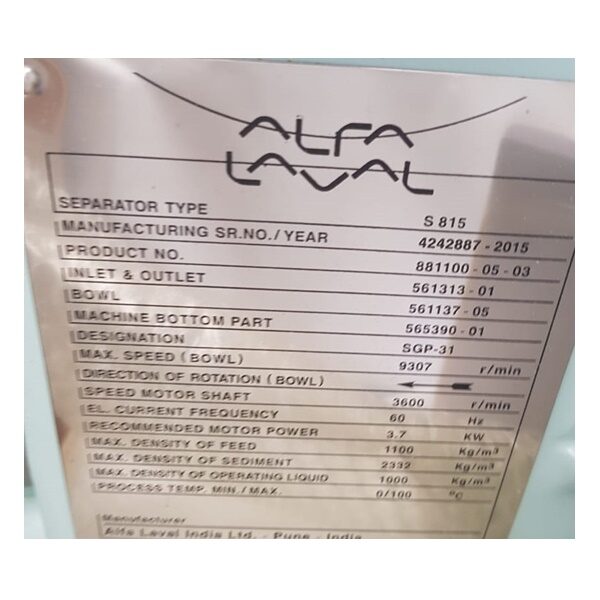 ALFA
LAVAL
SEPARATOR TYPE S 815
MANUFACTURING SR.NO./YEAR 4242887 - 2015
PRODUCT NO. 881100 - 05 - 03
INLET & OUTLET 561313 - 01
BOWL 561137 - 05
MACHINE BOTTOM PART 565390 - 01
DESIGNATION SGP-31
MAX. SPEED (BOWL) 9307 r/min
DIRECTION OF ROTATION (BOWL)
SPEED MOTOR SHAFT 3600 r/min
EL. CURRENT FREQUENCY 60 Hz
RECOMMENDED MOTOR POWER 3.7 KW
MAX. DENSITY OF FEED 1100 Kg/m³
MAX. DENSITY OF SEDIMENT 2332 Kg/m³
MAX. DENSITY OF OPERATING LIQUID 1000 Kg/m³
PROCESS TEMP. MIN./MAX. 0/100 °C
Manufacturer
Alfa Laval India Ltd. - Pune - India